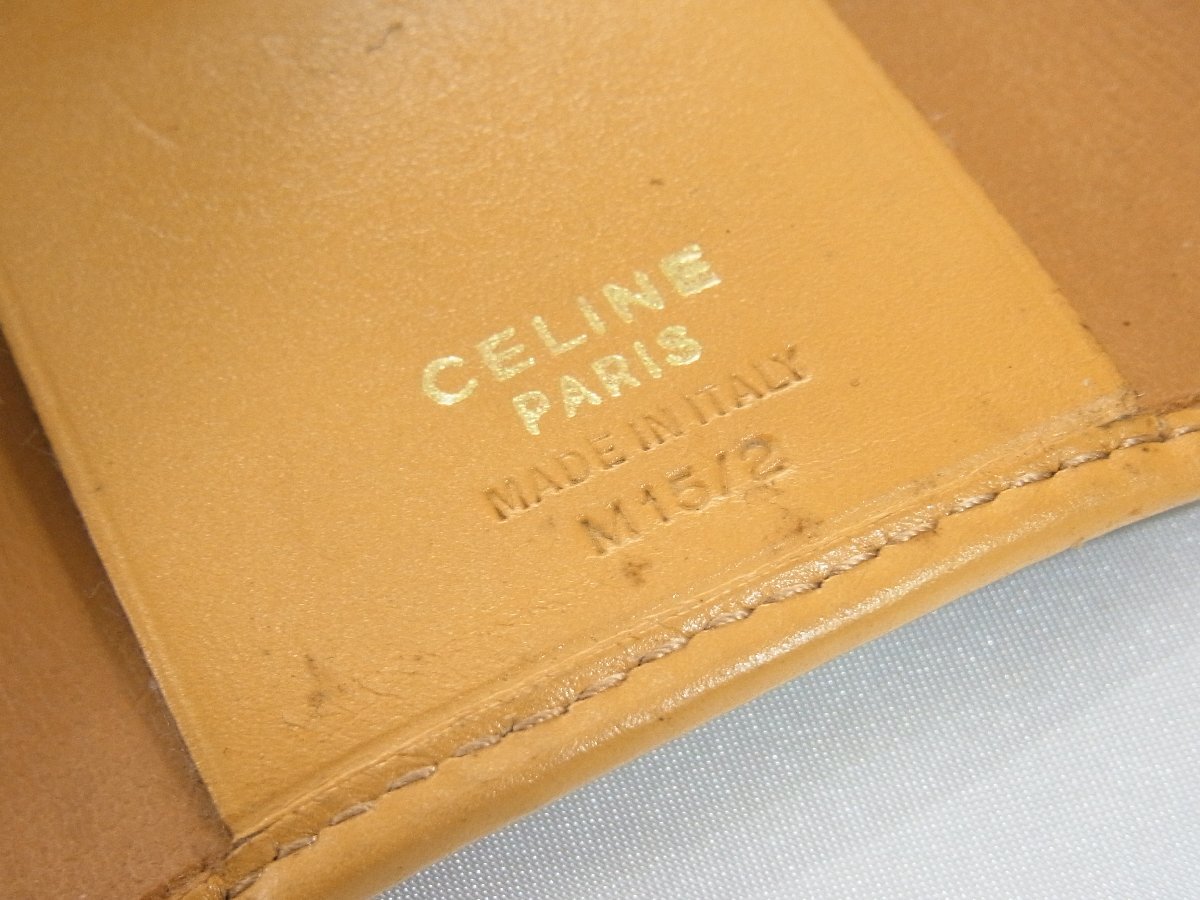 CELINE
PARIS
MADE IN ITALY
M15/2